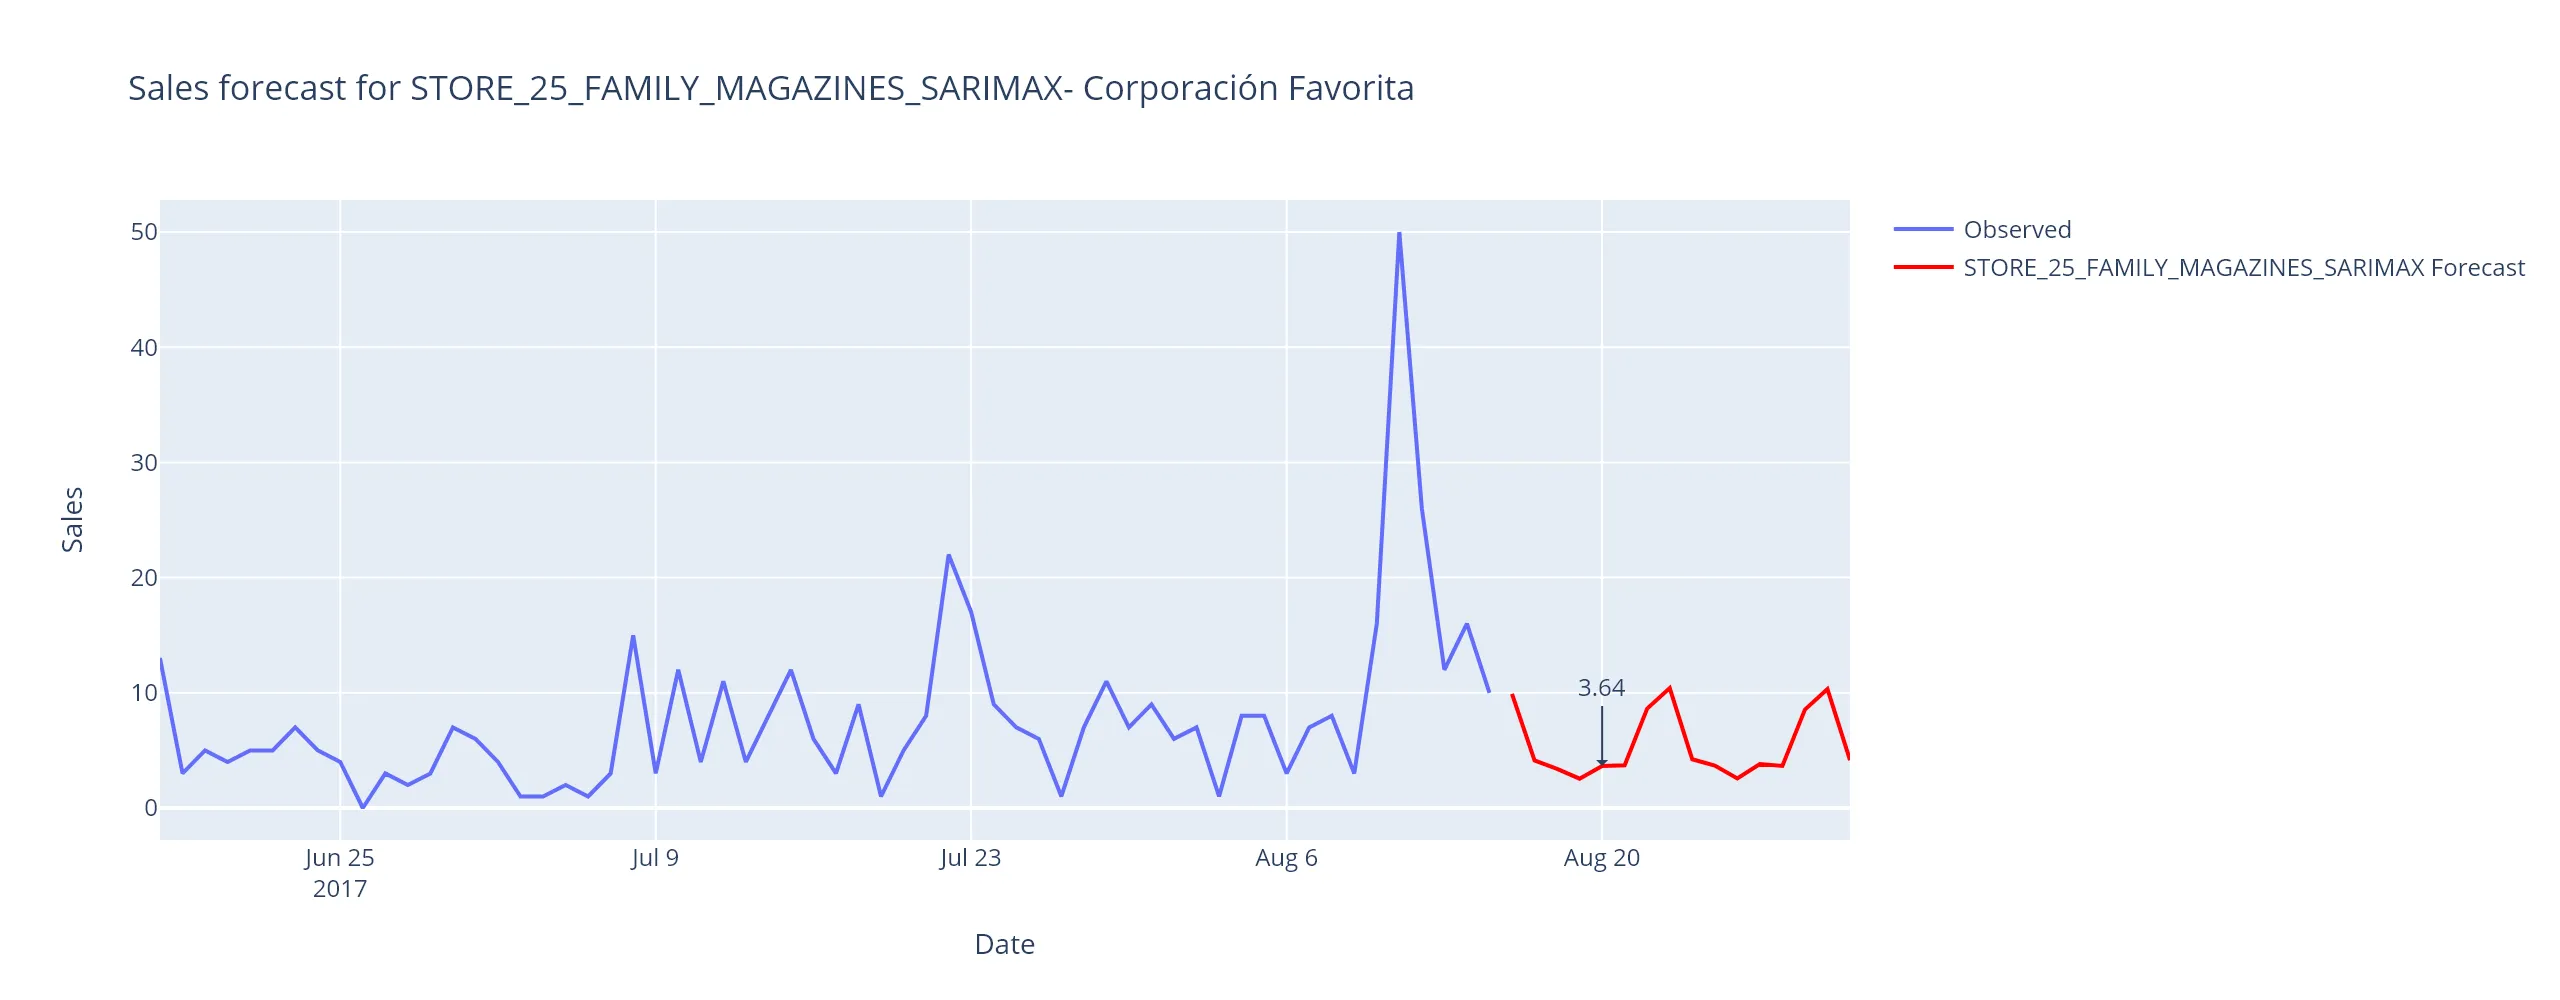 Sales forecast for STORE_25_FAMILY_MAGAZINES_SARIMAX- Corporación Favorita
Observed
STORE_25_FAMILY_MAGAZINES_SARIMAX Forecast
50
40
30
20
10
0
Sales
3.64
Jun 25
2017
Jul 9
Jul 23
Aug 6
Aug 20
Date